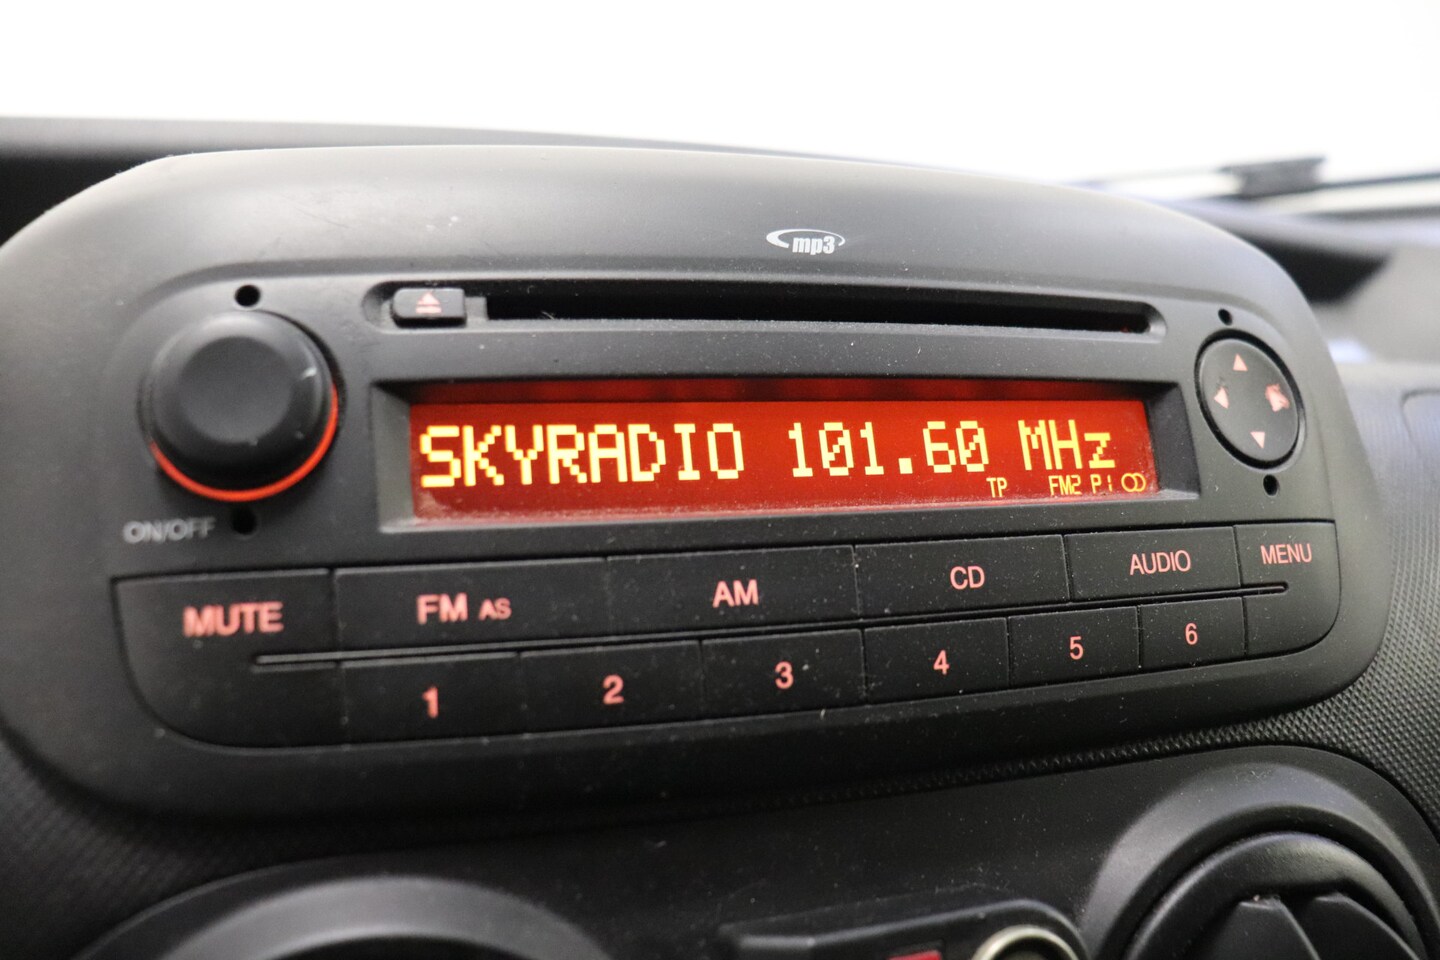 mp3
SKYRADIO 101.60 MHz
TP FM2 P1
ON/OFF
MUTE FM AS AM CD AUDIO MENU
1 2 3 4 5 6